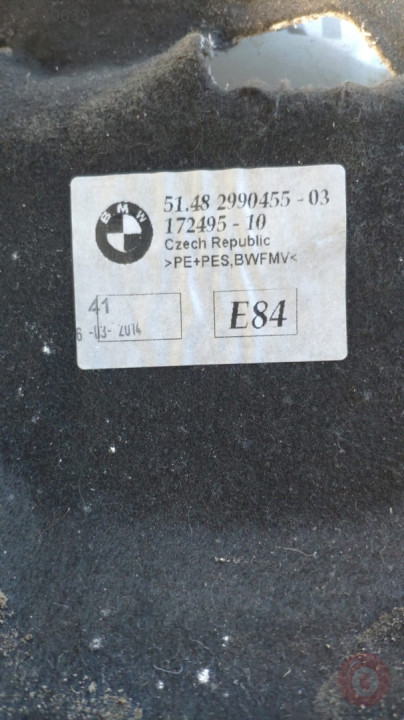 BMW
51.48 2990455 - 03
172495 - 10
Czech Republic
>PE+PES,BWFMV<
41
6 -03- 2014
E84